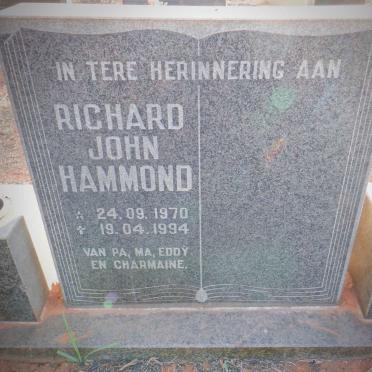 IN TERE HERINNERING AAN
RICHARD
JOHN
HAMMOND
* 24.09.1970
✝ 19.04.1994
VAN PA, MA, EDDY
EN CHARMAINE.